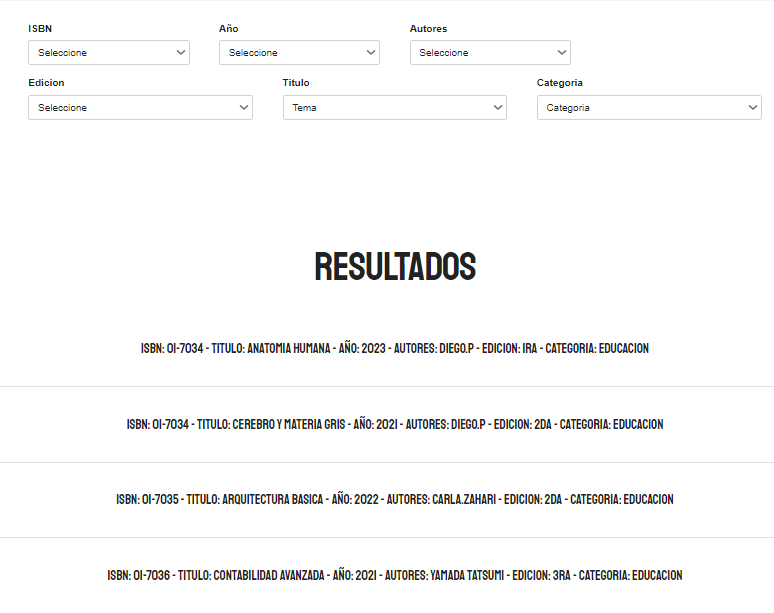 ISBN Año Autores
Seleccione Seleccione Seleccione
Edicion Titulo Categoria
Seleccione Tema Categoria
RESULTADOS
ISBN: 01-7034 - TITULO: ANATOMIA HUMANA - AÑO: 2023 - AUTORES: DIEGO.P - EDICION: 1RA - CATEGORIA: EDUCACION
ISBN: 01-7034 - TITULO: CEREBRO Y MATERIA GRIS - AÑO: 2021 - AUTORES: DIEGO.P - EDICION: 2DA - CATEGORIA: EDUCACION
ISBN: 01-7035 - TITULO: ARQUITECTURA BASICA - AÑO: 2022 - AUTORES: CARLA.ZAHARI - EDICION: 2DA - CATEGORIA: EDUCACION
ISBN: 01-7036 - TITULO: CONTABILIDAD AVANZADA - AÑO: 2021 - AUTORES: YAMADA TATSUMI - EDICION: 3RA - CATEGORIA: EDUCACION